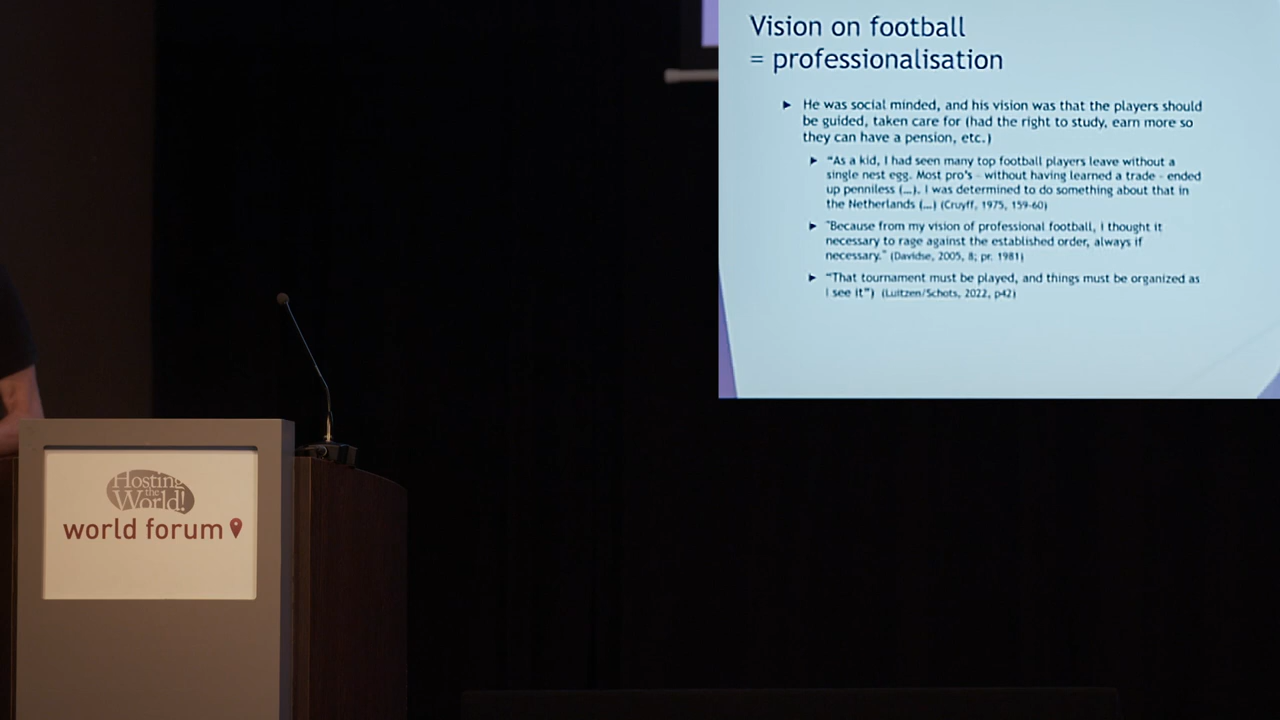 Vision on football
= professionalisation
He was social minded, and his vision was that the players should
be guided, taken care for (had the right to study, earn more so
they can have a pension, etc.)
“As a kid, I had seen many top football players leave without a
single nest egg. Most pro's - without having learned a trade - ended
up penniless (…). I was determined to do something about that in
the Netherlands (…) (Cruyff, 1975, 159-60)
"Because from my vision of professional football, I thought it
necessary to rage against the established order, always if
necessary." (Davidse, 2005, 8; pr. 1981)
“That tournament must be played, and things must be organized as
I see it”) (Luitzen/Schots, 2022, p42)
Hosting
the
World!
world forum